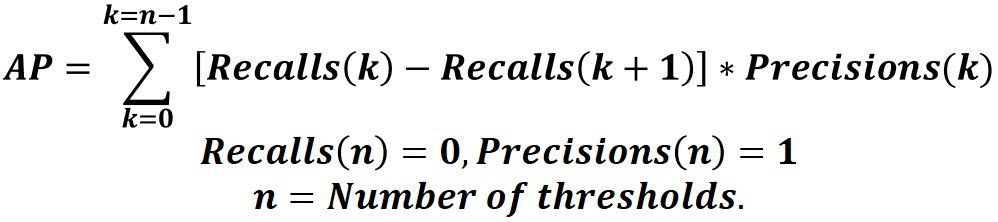 k=n−1
AP = ∑ [Recalls(k) − Recalls(k + 1)] * Precisions(k)
k=0
Recalls(n) = 0, Precisions(n) = 1
n = Number of thresholds.